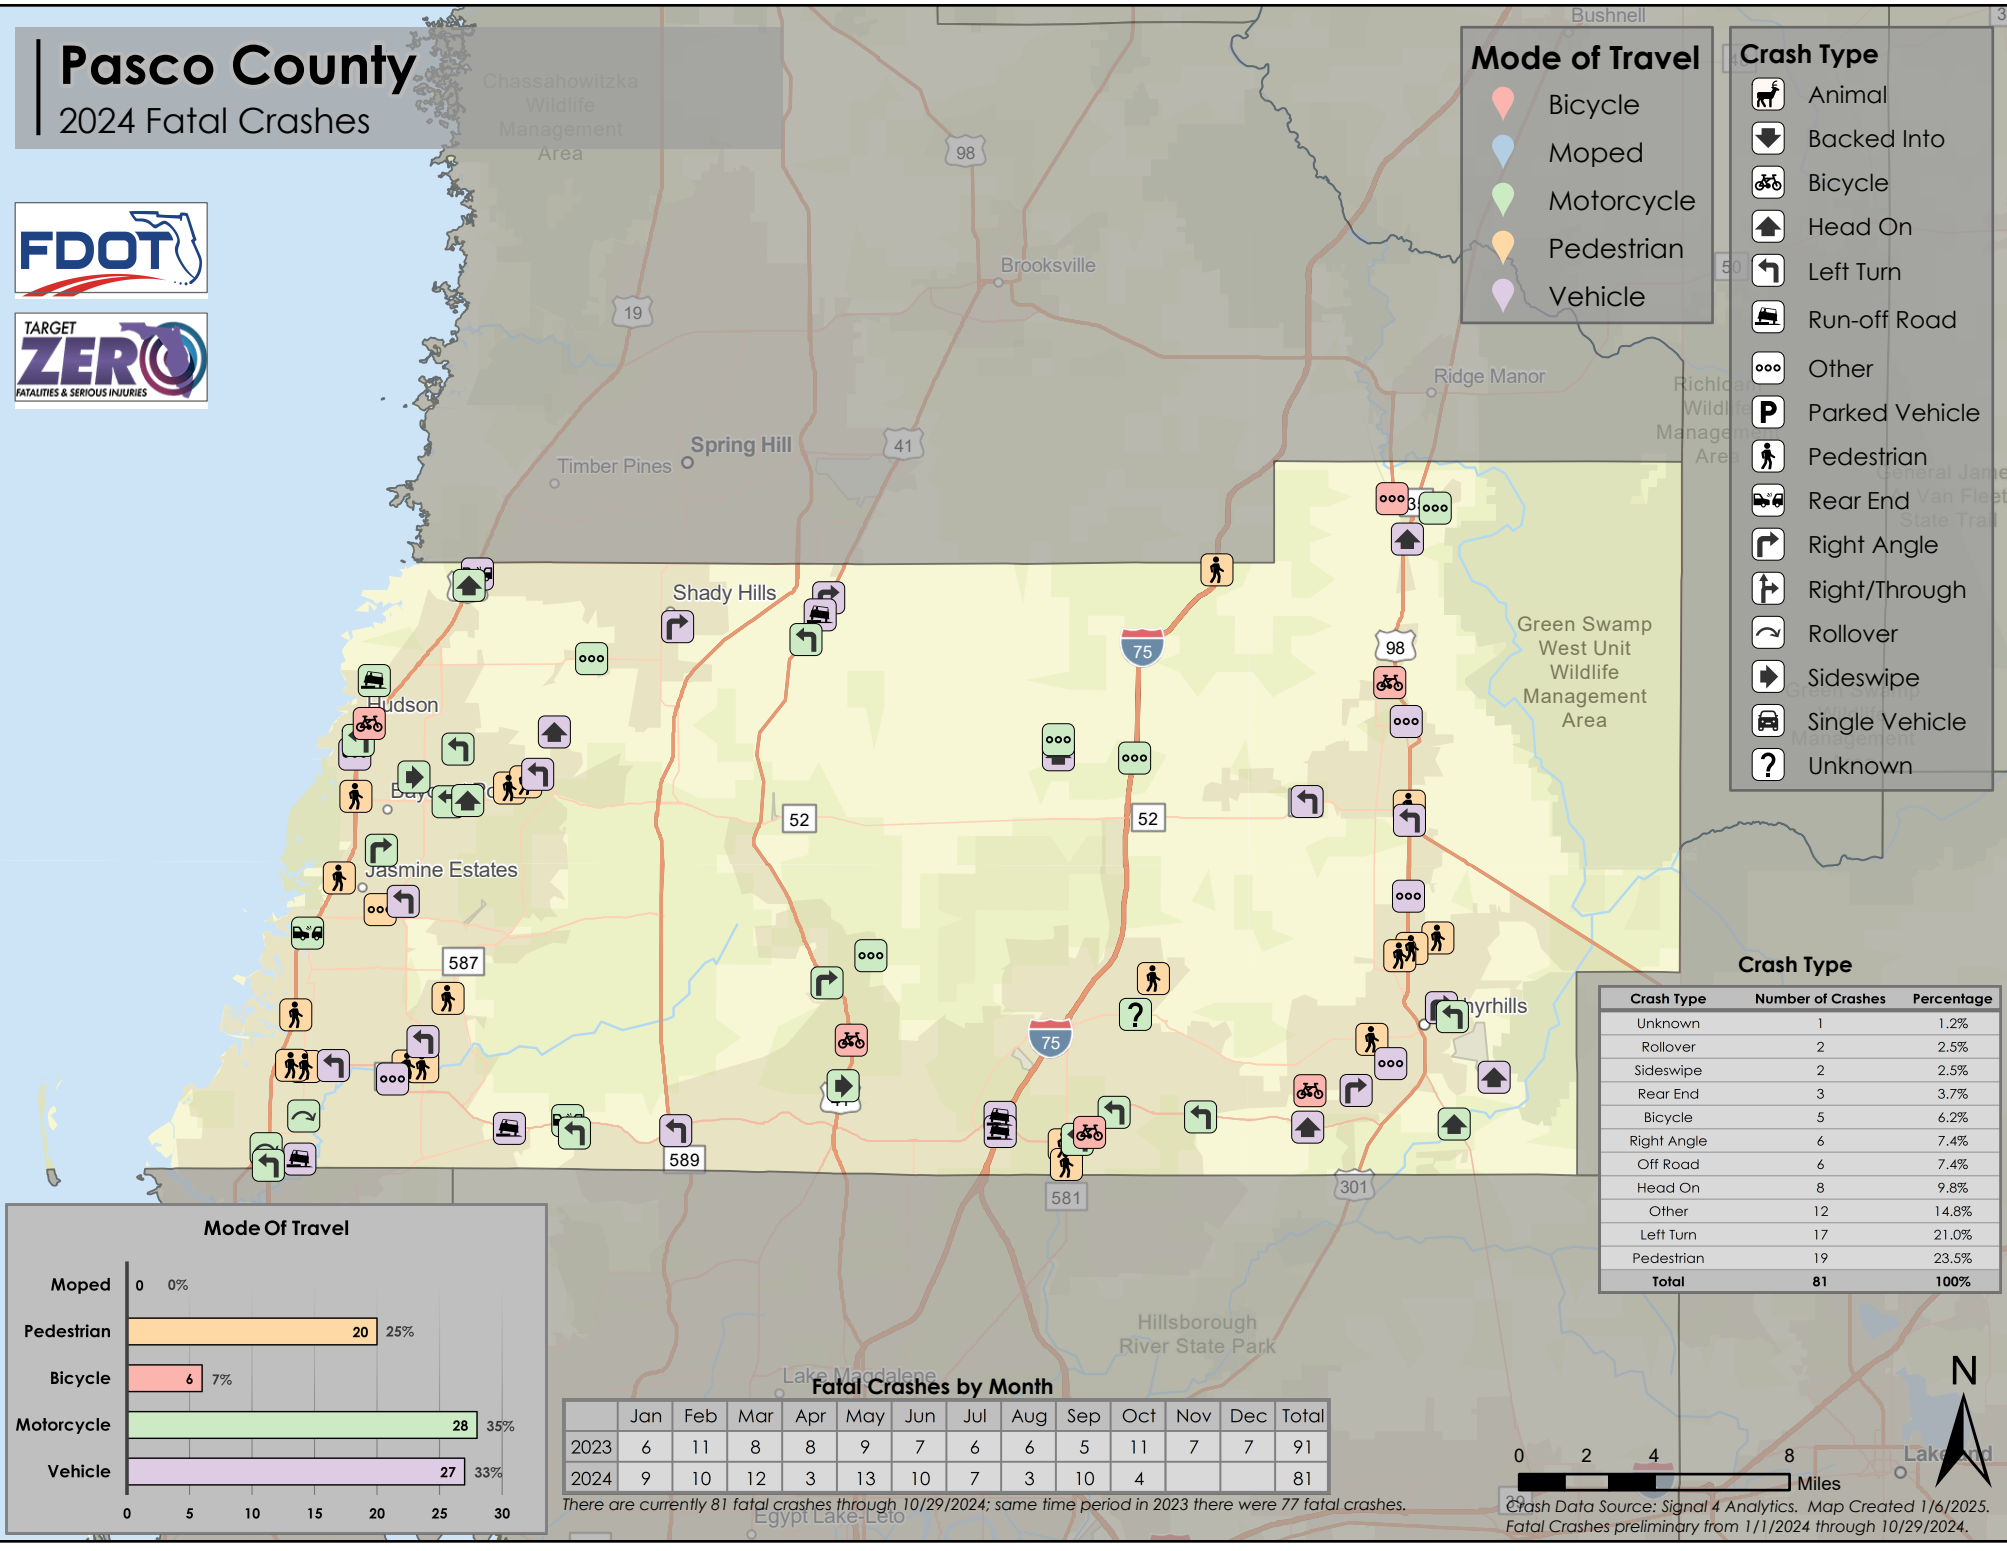 Pasco County
2024 Fatal Crashes
FDOT
TARGET
ZERO
FATALITIES & SERIOUS INJURIES
Mode of Travel
Bicycle
Moped
Motorcycle
Pedestrian
Vehicle
Crash Type
Animal
Backed Into
Bicycle
Head On
Left Turn
Run-off Road
Other
P
Parked Vehicle
Pedestrian
Rear End
Right Angle
Right/Through
Rollover
Sideswipe
Single Vehicle
?
Unknown
Bushnell
Chassahowitzka
Wildlife
Management
Area
98
Brooksville
50
19
Ridge Manor
Spring Hill
41
Timber Pines
Shady Hills
75
98
Green Swamp
West Unit
Wildlife
Management
Area
Hudson
52
52
Jasmine Estates
587
?
75
589
581
301
Hillsborough
River State Park
Lake Magdalene
Egypt Lake-Leto
Lakeland
Mode Of Travel
Moped 0 0%
Pedestrian 20 25%
Bicycle 6 7%
Motorcycle 28 35%
Vehicle 27 33%
0 5 10 15 20 25 30
Fatal Crashes by Month
Jan Feb Mar Apr May Jun Jul Aug Sep Oct Nov Dec Total
2023 6 11 8 8 9 7 6 6 5 11 7 7 91
2024 9 10 12 3 13 10 7 3 10 4 81
There are currently 81 fatal crashes through 10/29/2024; same time period in 2023 there were 77 fatal crashes.
Crash Type
Crash Type Number of Crashes Percentage
Unknown 1 1.2%
Rollover 2 2.5%
Sideswipe 2 2.5%
Rear End 3 3.7%
Bicycle 5 6.2%
Right Angle 6 7.4%
Off Road 6 7.4%
Head On 8 9.8%
Other 12 14.8%
Left Turn 17 21.0%
Pedestrian 19 23.5%
Total 81 100%
N
0 2 4 8
Miles
Crash Data Source: Signal 4 Analytics. Map Created 1/6/2025.
Fatal Crashes preliminary from 1/1/2024 through 10/29/2024.